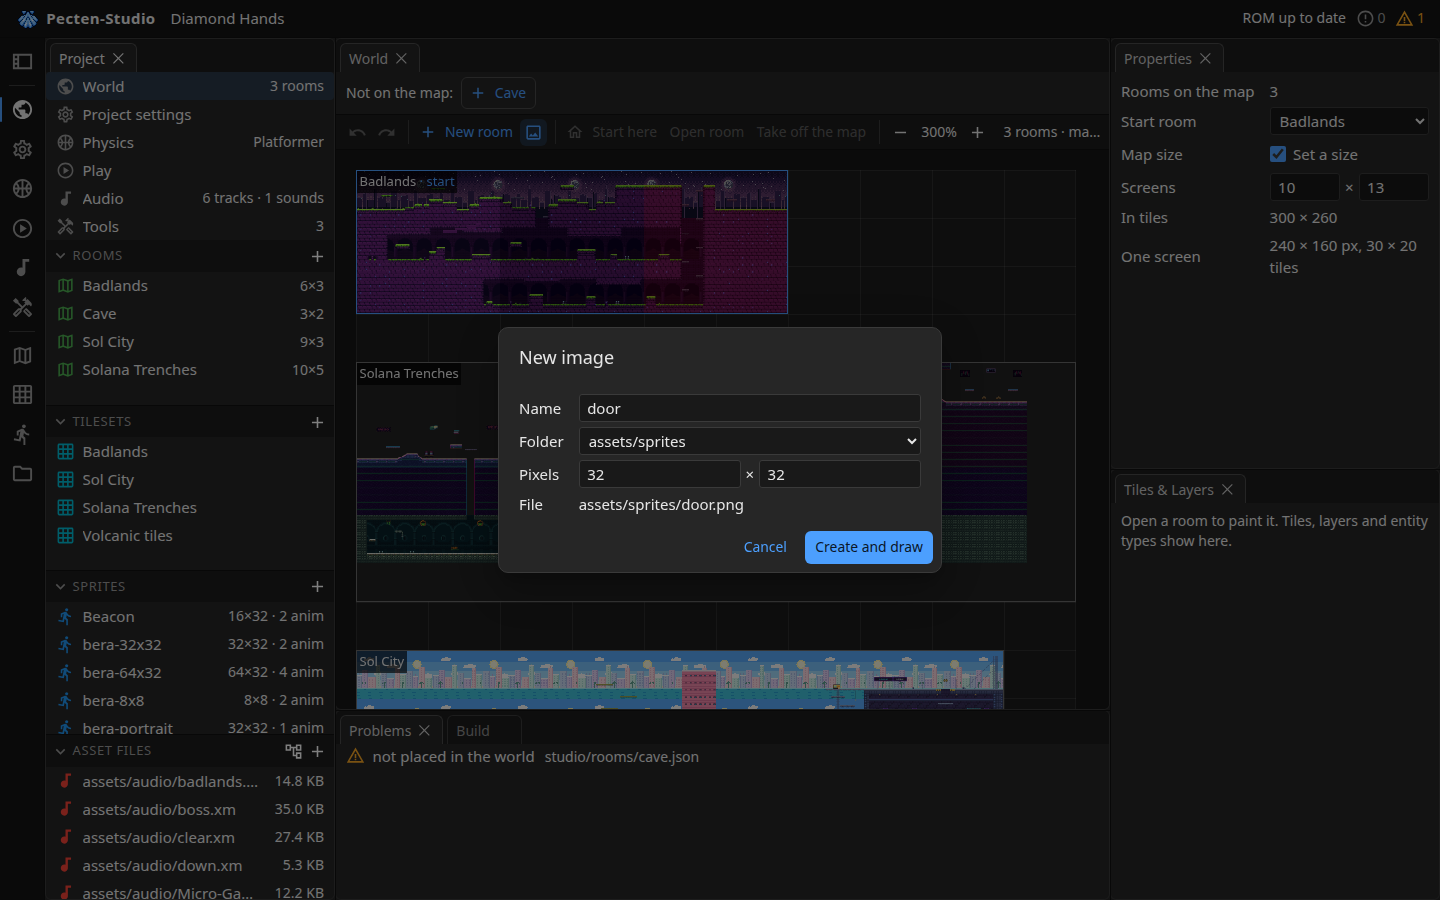 Pecten-Studio Diamond Hands
ROM up to date 0 1
Project
World 3 rooms
Project settings
Physics Platformer
Play
Audio 6 tracks · 1 sounds
Tools 3
ROOMS
Badlands 6×3
Cave 3×2
Sol City 9×3
Solana Trenches 10×5
TILESETS
Badlands
Sol City
Solana Trenches
Volcanic tiles
SPRITES
Beacon 16×32 · 2 anim
bera-32x32 32×32 · 2 anim
bera-64x32 64×32 · 4 anim
bera-8x8 8×8 · 2 anim
bera-portrait 32×32 · 1 anim
ASSET FILES
assets/audio/badlands.... 14.8 KB
assets/audio/boss.xm 35.0 KB
assets/audio/clear.xm 27.4 KB
assets/audio/down.xm 5.3 KB
assets/audio/Micro-Ga... 12.2 KB
World
Not on the map: + Cave
+ New room Start here Open room Take off the map − 300% + 3 rooms · ma...
Badlands · start
Solana Trenches
Sol City
New image
Name door
Folder assets/sprites
Pixels 32 × 32
File assets/sprites/door.png
Cancel Create and draw
Problems Build
not placed in the world studio/rooms/cave.json
Properties
Rooms on the map 3
Start room Badlands
Map size Set a size
Screens 10 × 13
In tiles 300 × 260
One screen 240 × 160 px, 30 × 20
tiles
Tiles & Layers
Open a room to paint it. Tiles, layers and entity
types show here.